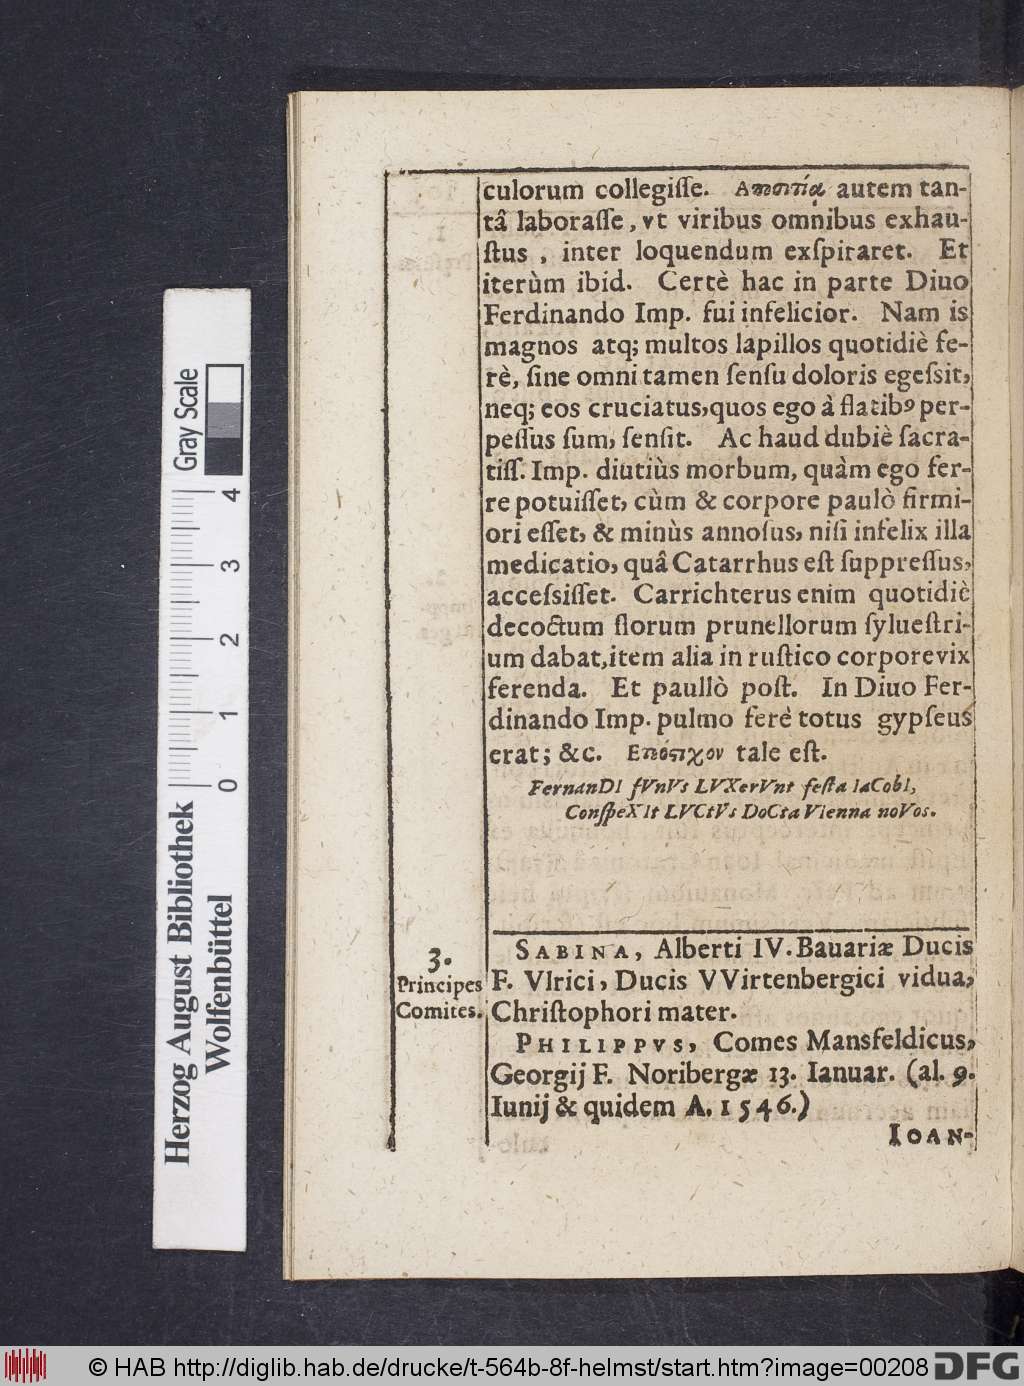 culorum collegiſſe. Αποσιτίᾳ autem tan-
tâ laboraſſe, vt viribus omnibus exhau-
ſtus , inter loquendum exſpiraret. Et
iterùm ibid. Certè hac in parte Diuo
Ferdinando Imp. fui infelicior. Nam is
magnos atq; multos lapillos quotidiè fe-
rè, ſine omni tamen ſenſu doloris egeſsit,
neq; eos cruciatus, quos ego à flatibꝰ per-
peſſus ſum, ſenſit. Ac haud dubiè ſacra-
tiſſ. Imp. diutiùs morbum, quàm ego fer-
re potuiſſet, cùm & corpore paulò firmi-
ori eſſet, & minùs annoſus, niſi infelix illa
medicatio, quâ Catarrhus eſt ſuppreſſus,
acceſsiſſet. Carrichterus enim quotidiè
decoctum florum prunellorum ſylueſtri-
um dabat, item alia in ruſtico corpore vix
ferenda. Et paullò poſt. In Diuo Fer-
dinando Imp. pulmo ferè totus gypſeus
erat; &c. Επόςιχον tale eſt.
FernanDI fVnVs LVXerVnt feſta IaCobI,
ConſpeXIt LVCtVs DoCta VIenna noVos.
3.
Principes
Comites.
SABINA, Alberti IV. Bauariæ Ducis
F. Vlrici, Ducis VVirtenbergici vidua,
Chriſtophori mater.
PHILIPPVS, Comes Mansfeldicus,
Georgij F. Noribergæ 13. Ianuar. (al. 9.
Iunij & quidem A. 1546.)
IOAN-
Gray Scale
4
3
2
1
0
Herzog August Bibliothek
Wolfenbüttel
© HAB http://diglib.hab.de/drucke/t-564b-8f-helmst/start.htm?image=00208
DFG